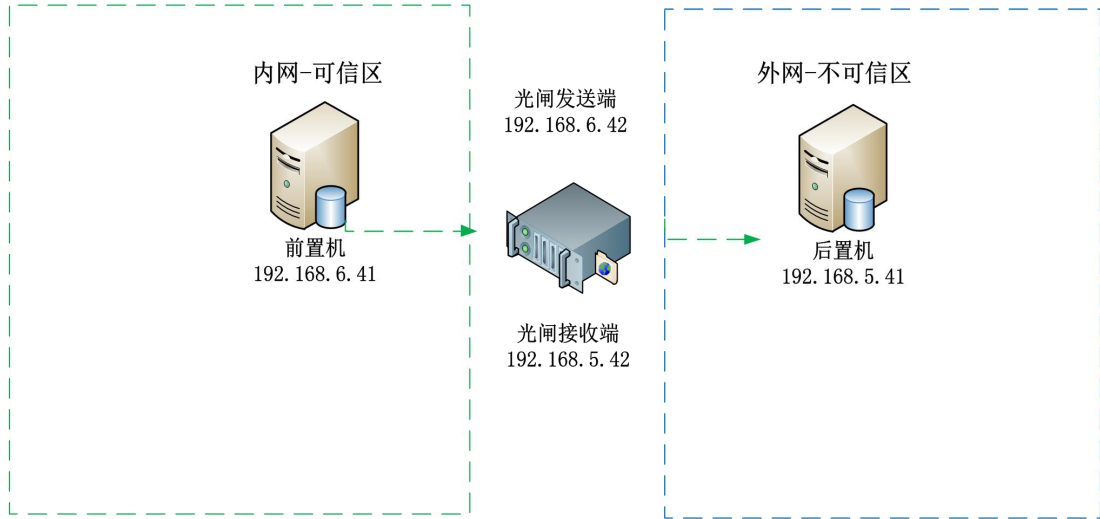 内网-可信区
前置机
192.168.6.41
光闸发送端
192.168.6.42
光闸接收端
192.168.5.42
外网-不可信区
后置机
192.168.5.41